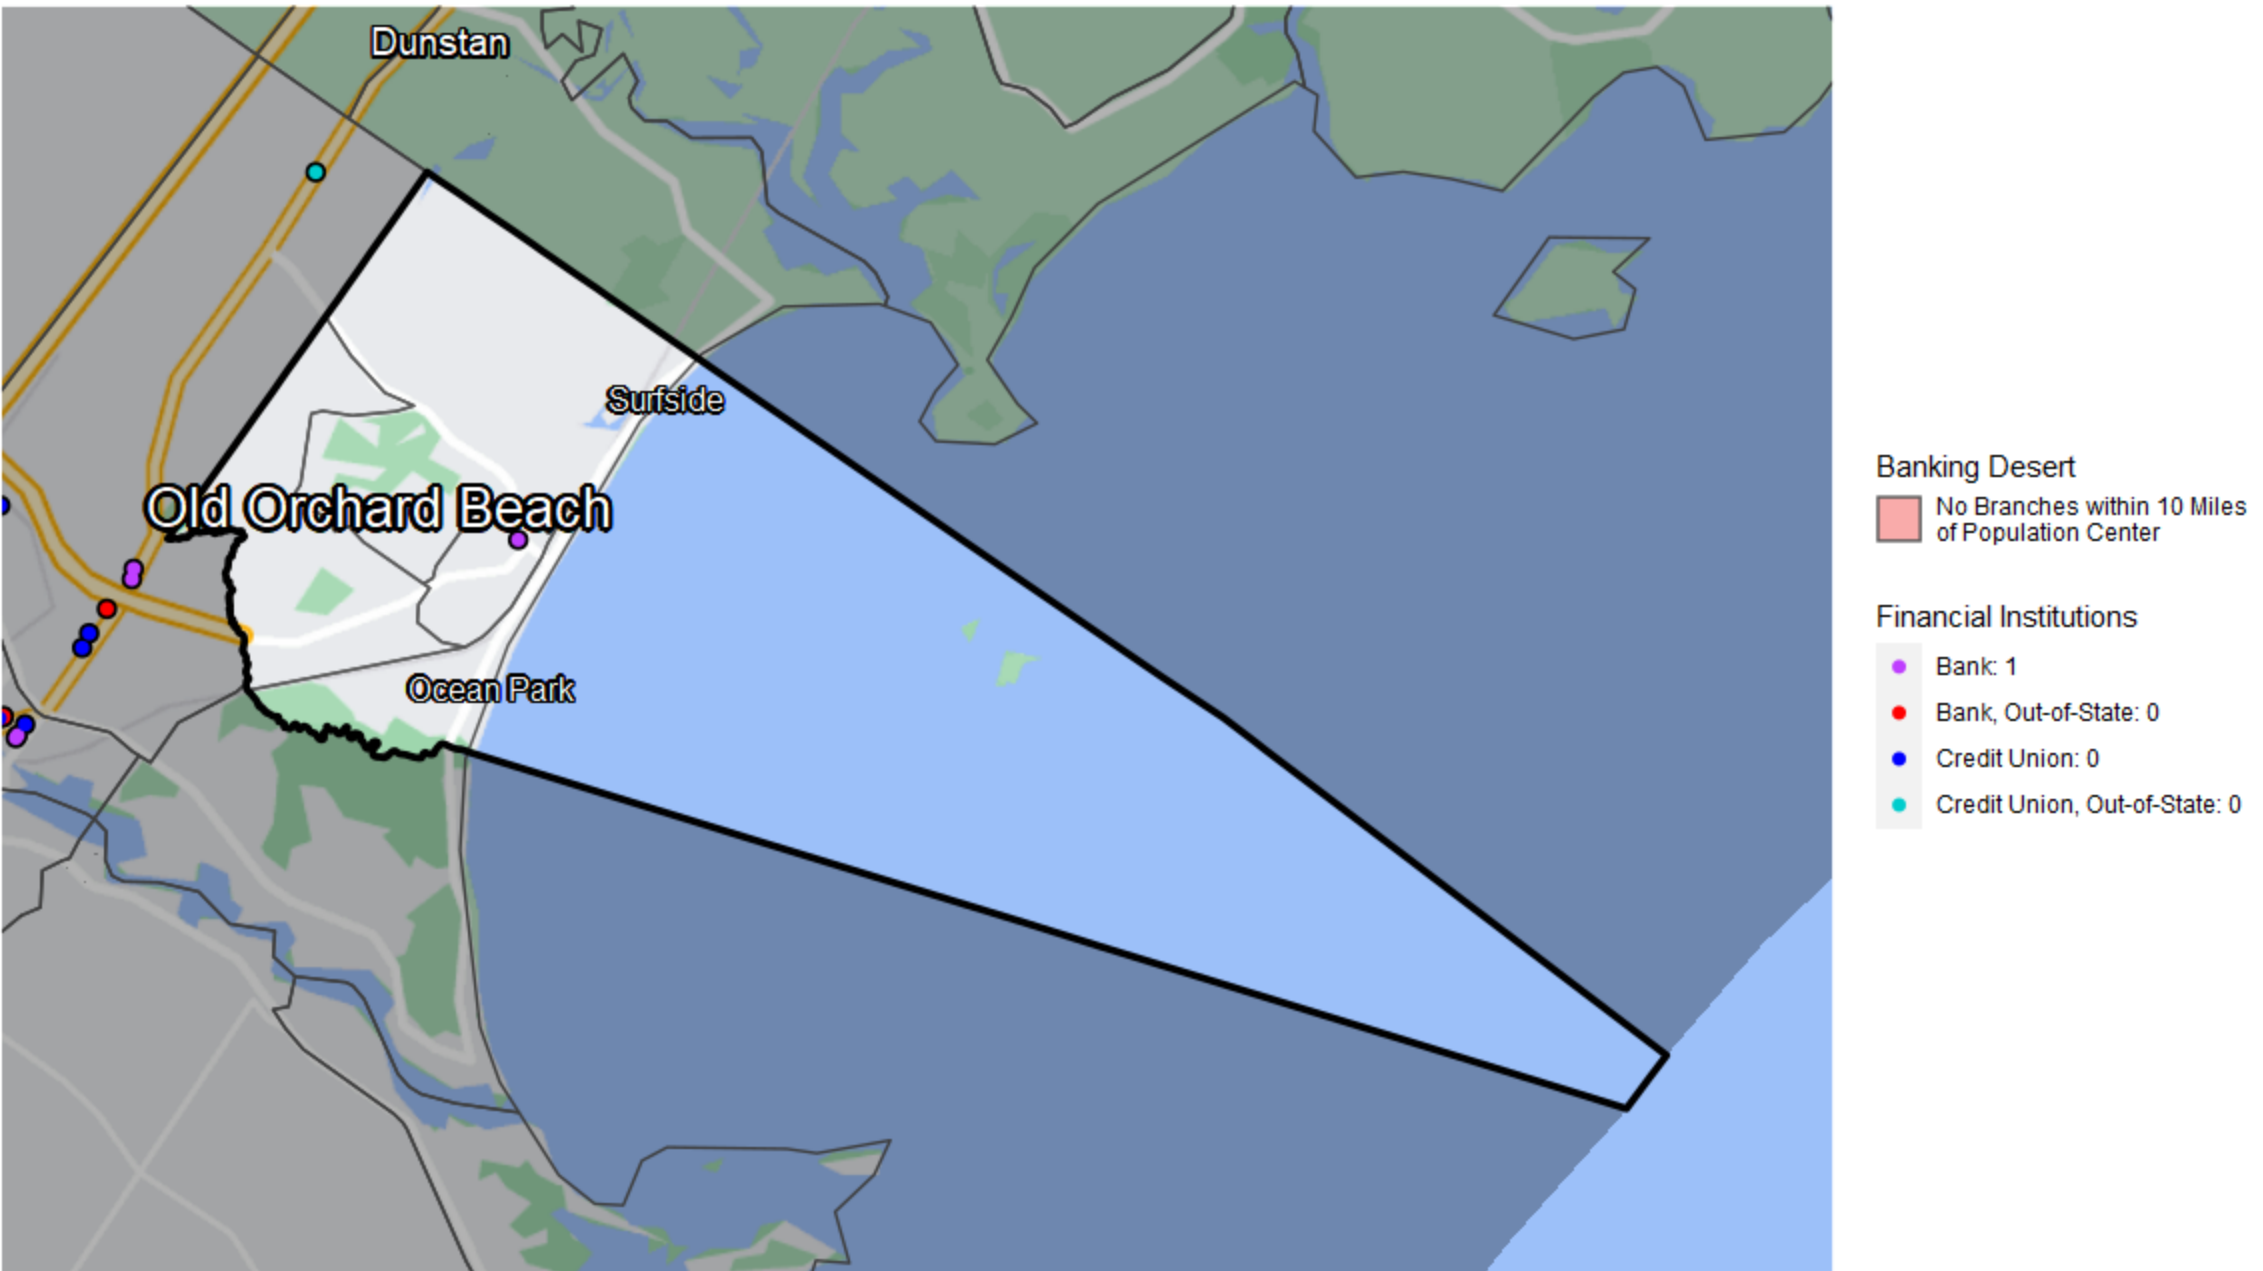 Dunstan
Surfside
Old Orchard Beach
Ocean Park
Banking Desert
No Branches within 10 Miles
of Population Center
Financial Institutions
Bank: 1
Bank, Out-of-State: 0
Credit Union: 0
Credit Union, Out-of-State: 0